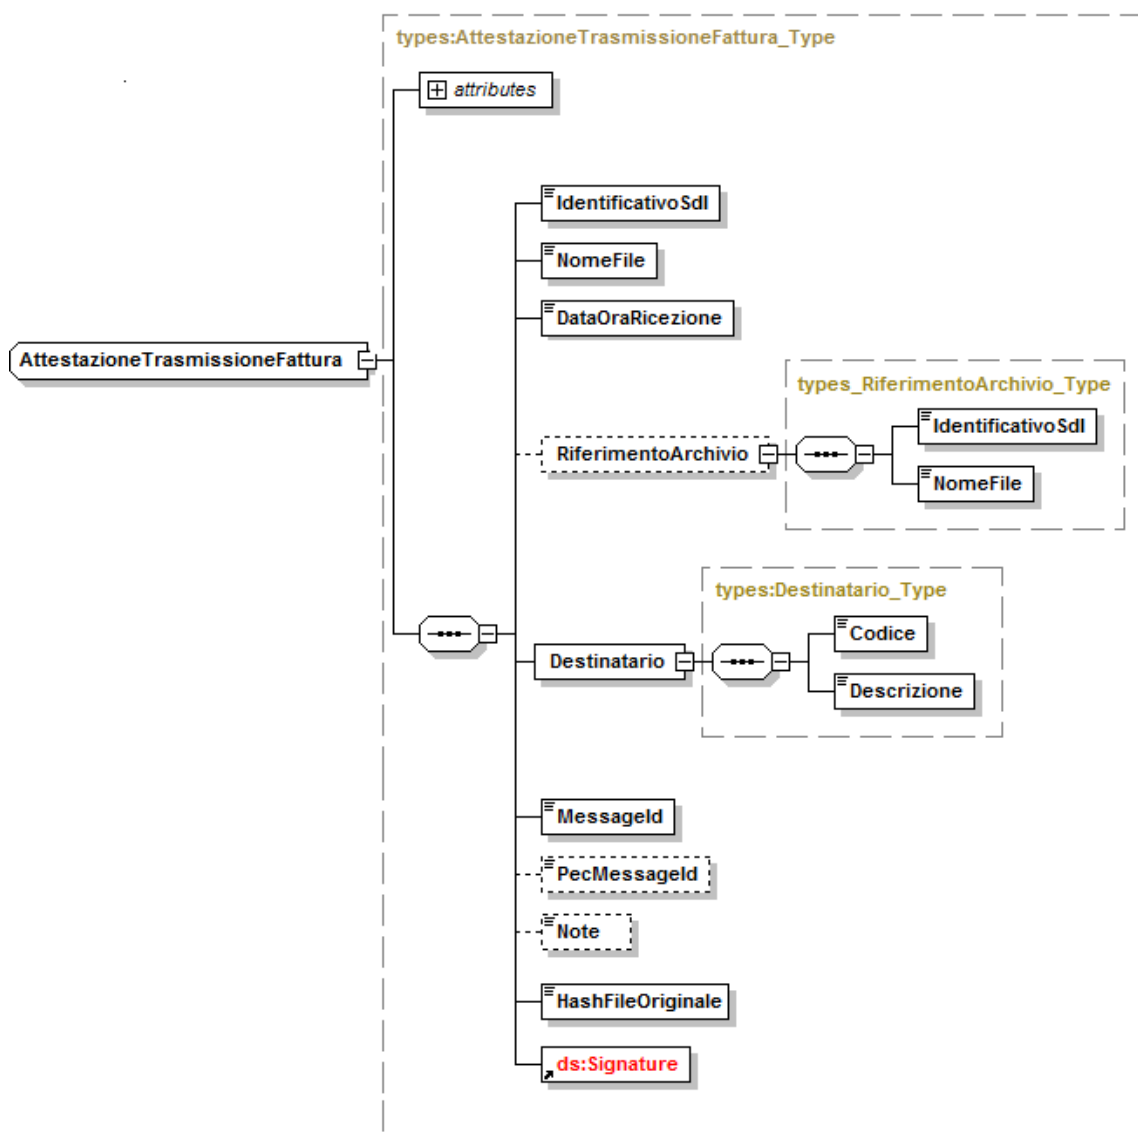 types:AttestazioneTrasmissioneFattura_Type
attributes
IdentificativoSdI
NomeFile
DataOraRicezione
AttestazioneTrasmissioneFattura
types_RiferimentoArchivio_Type
IdentificativoSdI
RiferimentoArchivio
NomeFile
types:Destinatario_Type
Codice
Destinatario
Descrizione
MessageId
PecMessageId
Note
HashFileOriginale
ds:Signature